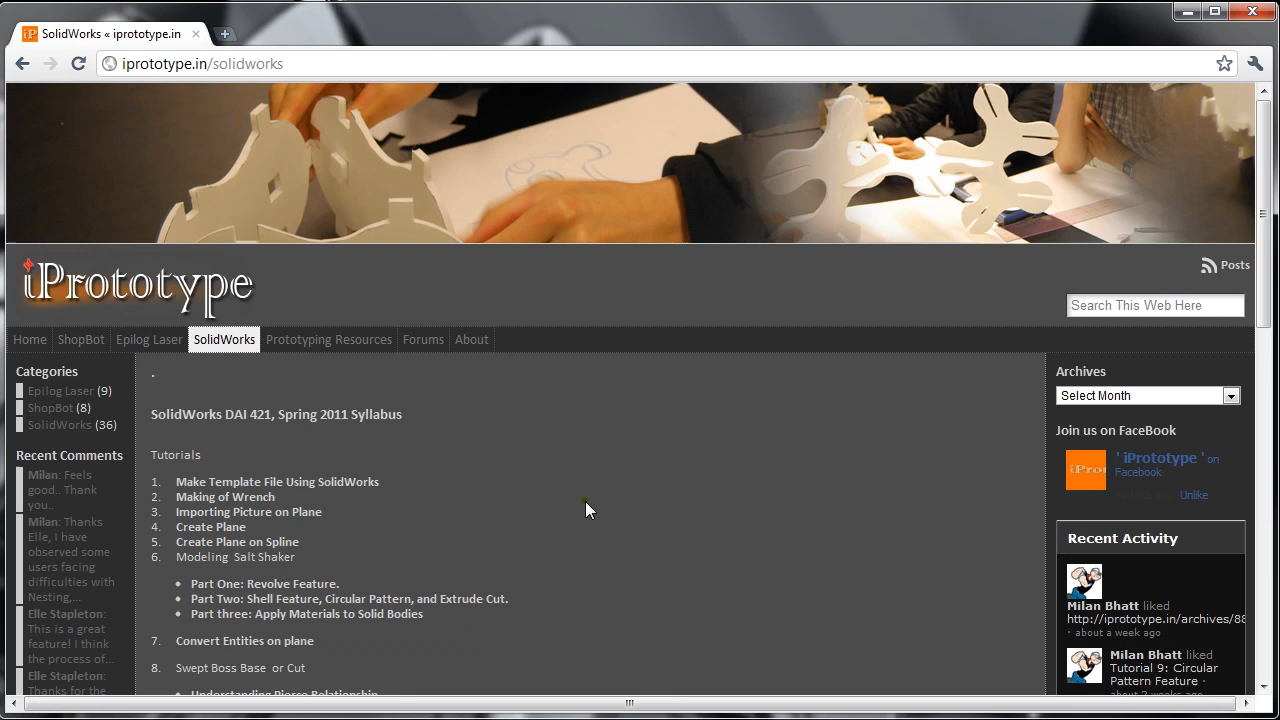 SolidWorks « iprototype.in
iprototype.in/solidworks
iPrototype
Posts
Search This Web Here
Home ShopBot Epilog Laser SolidWorks Prototyping Resources Forums About
Categories
Epilog Laser (9)
ShopBot (8)
SolidWorks (36)
Recent Comments
Milan: Feels
good.. Thank
you..
Milan: Thanks
Elle, I have
observed some
users facing
difficulties with
Nesting,...
Elle Stapleton:
This is a great
feature! I think
the process of...
Elle Stapleton:
Thanks for the
.
SolidWorks DAI 421, Spring 2011 Syllabus
Tutorials
1. Make Template File Using SolidWorks
2. Making of Wrench
3. Importing Picture on Plane
4. Create Plane
5. Create Plane on Spline
6. Modeling Salt Shaker
• Part One: Revolve Feature.
• Part Two: Shell Feature, Circular Pattern, and Extrude Cut.
• Part three: Apply Materials to Solid Bodies
7. Convert Entities on plane
8. Swept Boss Base or Cut
• Understanding Pierce Relationship
Archives
Select Month
Join us on FaceBook
' iPrototype ' on
Facebook
Unlike
Recent Activity
Milan Bhatt liked
http://iprototype.in/archives/88
· about a week ago
Milan Bhatt liked
Tutorial 9: Circular
Pattern Feature ·
about 2 weeks ago